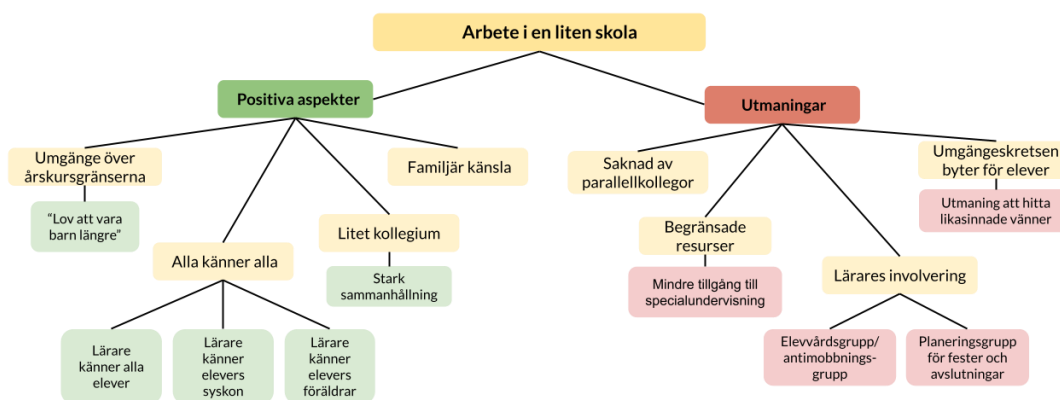 Arbete i en liten skola
Positiva aspekter
Utmaningar
Umgänge över
årskursgränserna
"Lov att vara
barn längre"
Familjär känsla
Alla känner alla
Lärare
känner alla
elever
Lärare
känner
elevers
syskon
Lärare
känner
elevers
föräldrar
Litet kollegium
Stark
sammanhållning
Saknad av
parallellkollegor
Begränsade
resurser
Mindre tillgång till
specialundervisning
Umgängeskretsen
byter för elever
Utmaning att hitta
likasinnade vänner
Lärares involvering
Elevvårdsgrupp/
antimobbnings-
grupp
Planeringsgrupp
för fester och
avslutningar